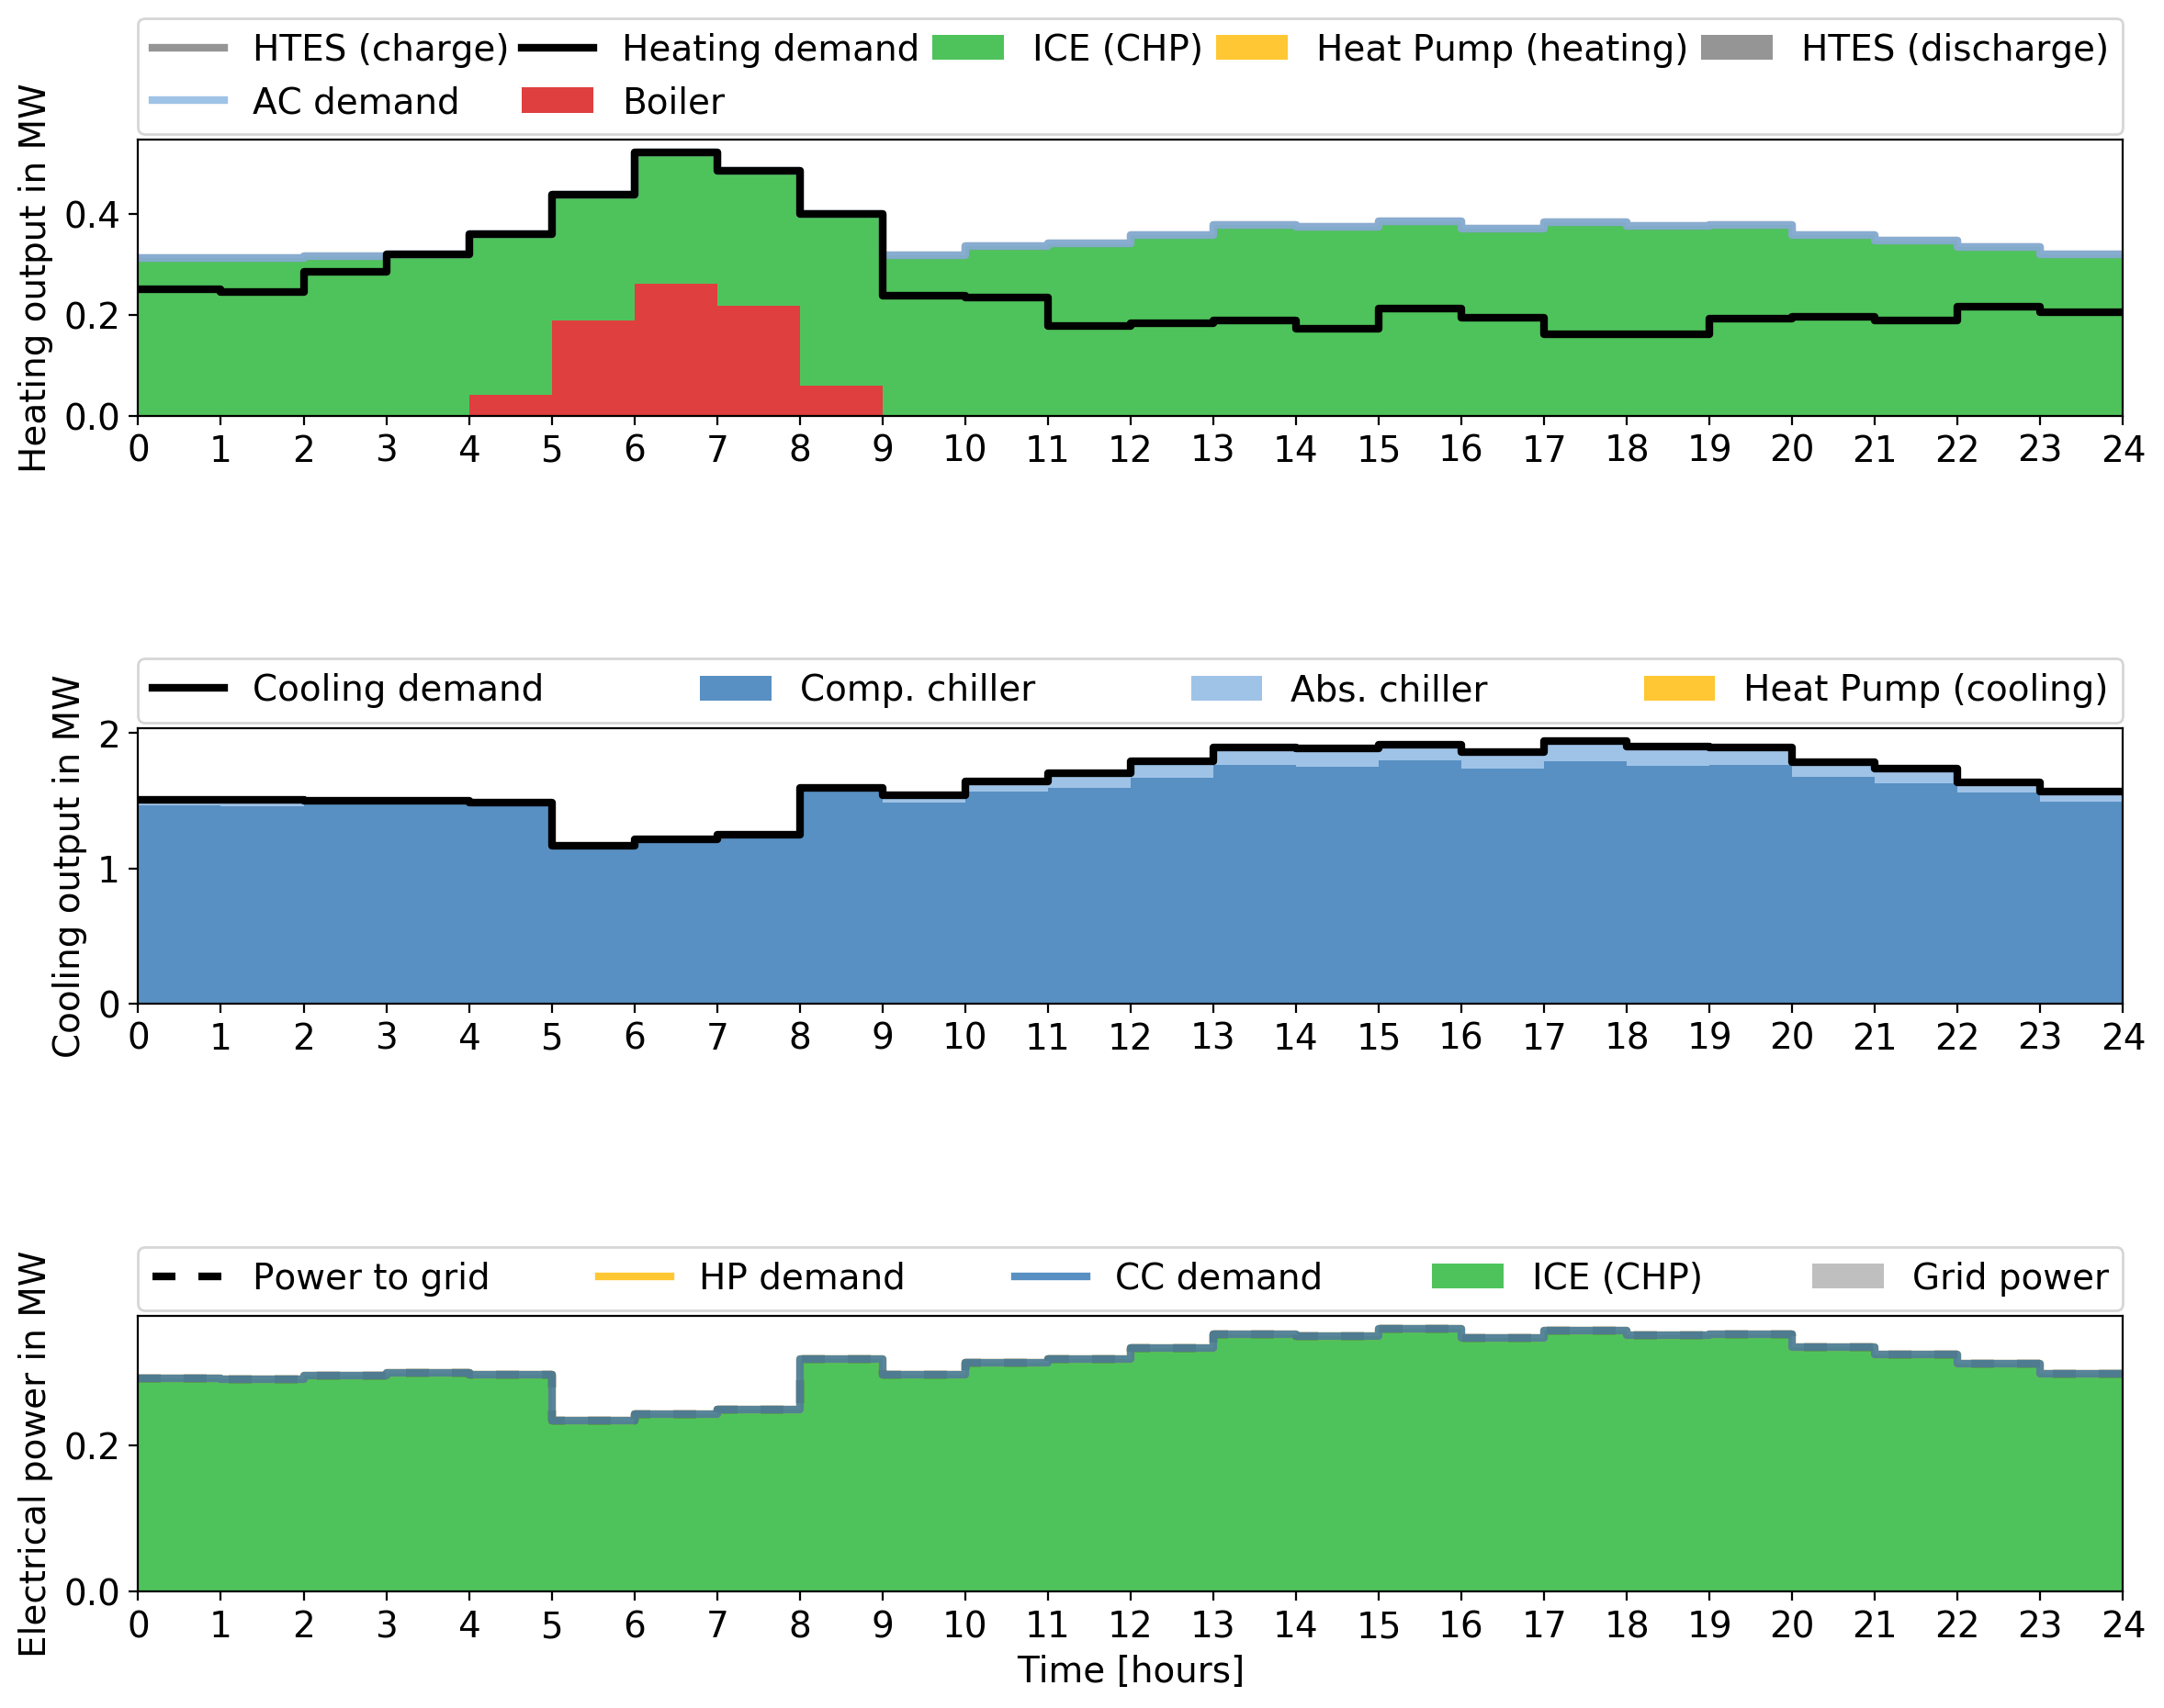 HTES (charge) Heating demand ICE (CHP) Heat Pump (heating) HTES (discharge)
AC demand Boiler
Heating output in MW
0.4
0.2
0.0
0 1 2 3 4 5 6 7 8 9 10 11 12 13 14 15 16 17 18 19 20 21 22 23 24
Cooling demand Comp. chiller Abs. chiller Heat Pump (cooling)
Cooling output in MW
2
1
0
0 1 2 3 4 5 6 7 8 9 10 11 12 13 14 15 16 17 18 19 20 21 22 23 24
Power to grid HP demand CC demand ICE (CHP) Grid power
Electrical power in MW
0.2
0.0
0 1 2 3 4 5 6 7 8 9 10 11 12 13 14 15 16 17 18 19 20 21 22 23 24
Time [hours]